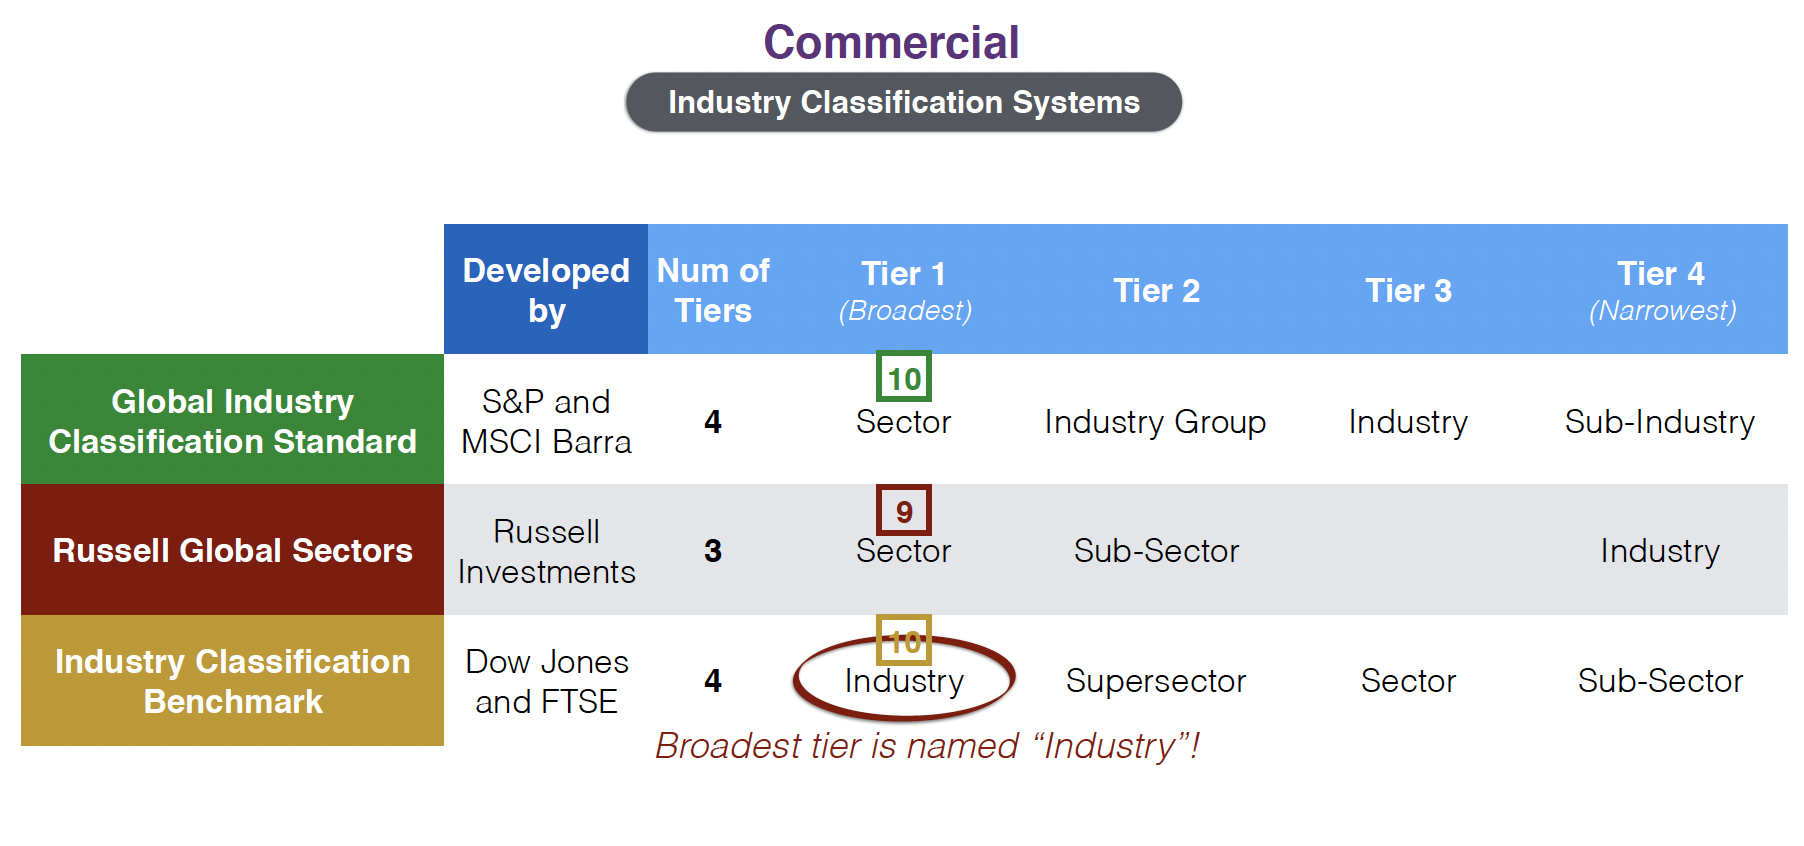 Commercial
Industry Classification Systems
Developed by
Num of Tiers
Tier 1
(Broadest)
Tier 2
Tier 3
Tier 4
(Narrowest)
Global Industry
Classification Standard
S&P and
MSCI Barra
4
10
Sector
Industry Group
Industry
Sub-Industry
Russell Global Sectors
Russell
Investments
3
9
Sector
Sub-Sector
Industry
Industry Classification
Benchmark
Dow Jones
and FTSE
4
10
Industry
Supersector
Sector
Sub-Sector
Broadest tier is named “Industry”!